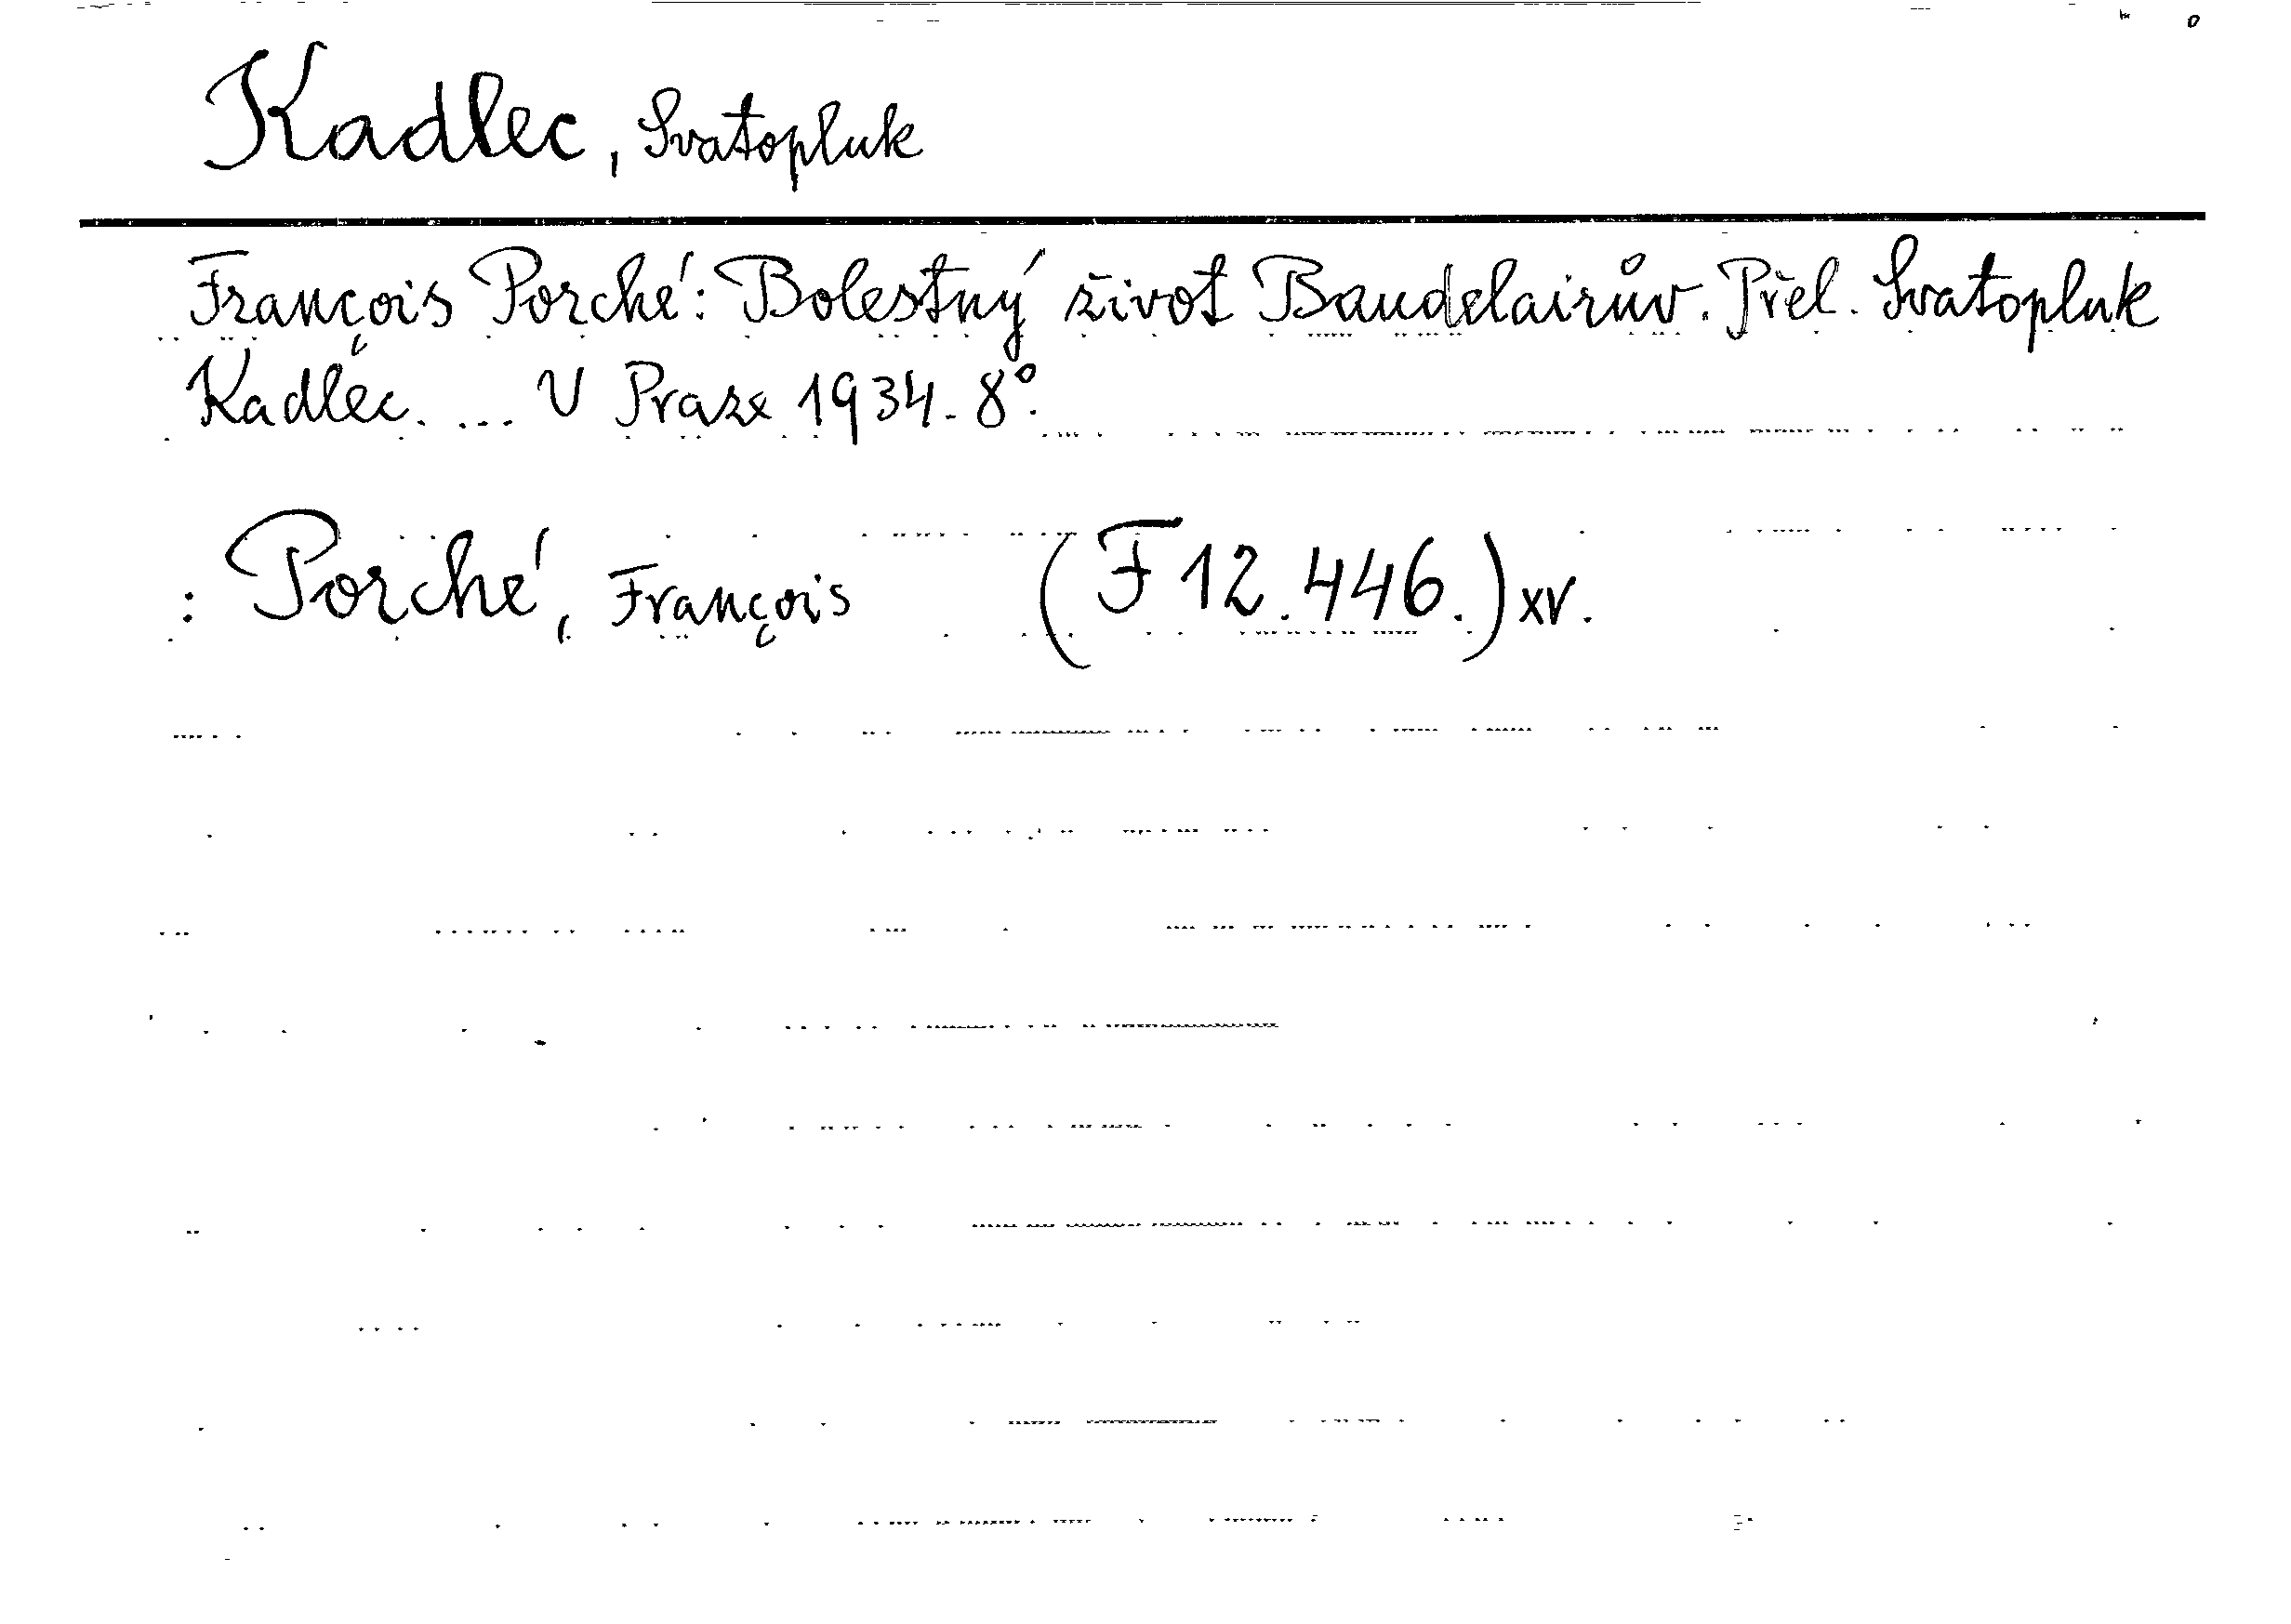 Kadlec, Svatopluk
François Porché: Bolestný život Baudelairův. Přel. Svatopluk
Kadlec. ... V Praze 1934. 8°.
: Porché, François (F 12.446.) xv.